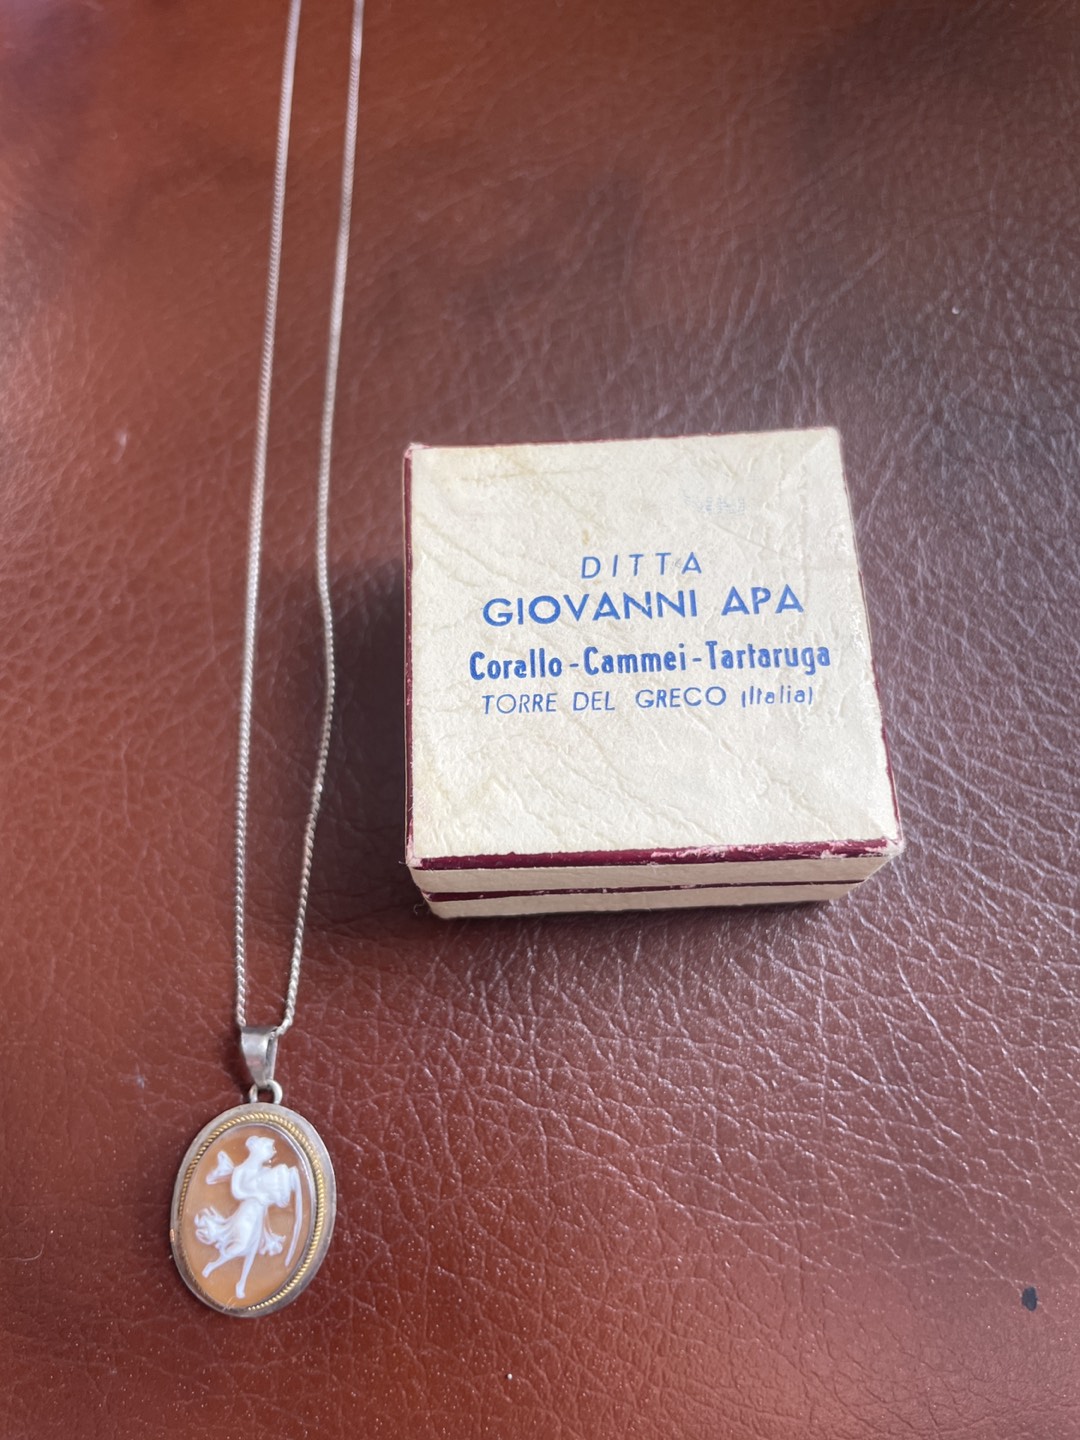 DITTA
GIOVANNI APA
Corallo-Cammei-Tartaruga
TORRE DEL GRECO (Italia)